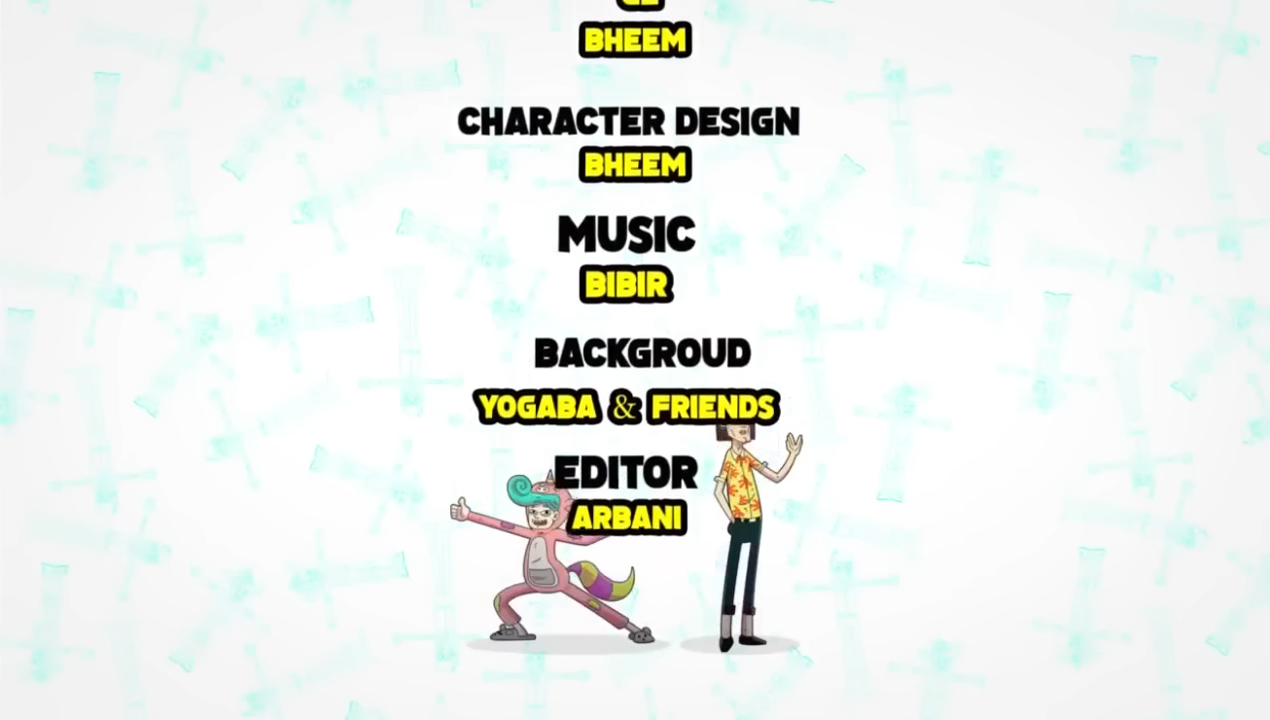 BHEEM
CHARACTER DESIGN
BHEEM
MUSIC
BIBIR
BACKGROUD
YOGABA & FRIENDS
EDITOR
ARBANI